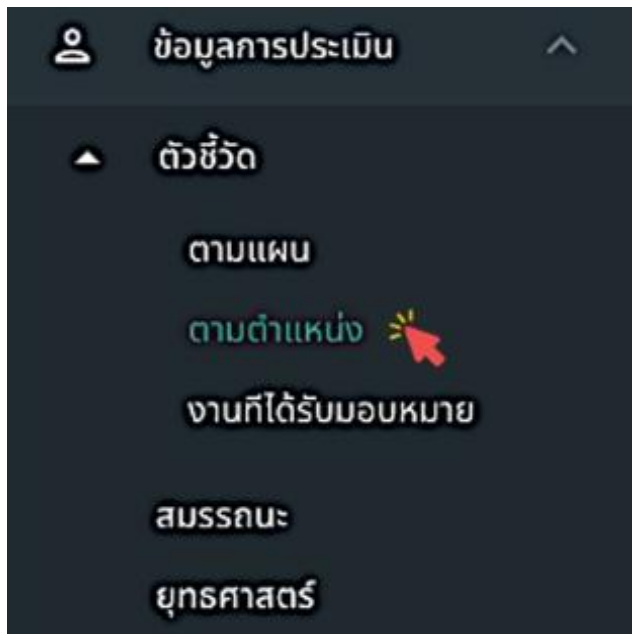 ข้อมูลการประเมิน
ตัวชี้วัด
ตามแผน
ตามตำแหน่ง
งานที่ได้รับมอบหมาย
สมรรถนะ
ยุทธศาสตร์